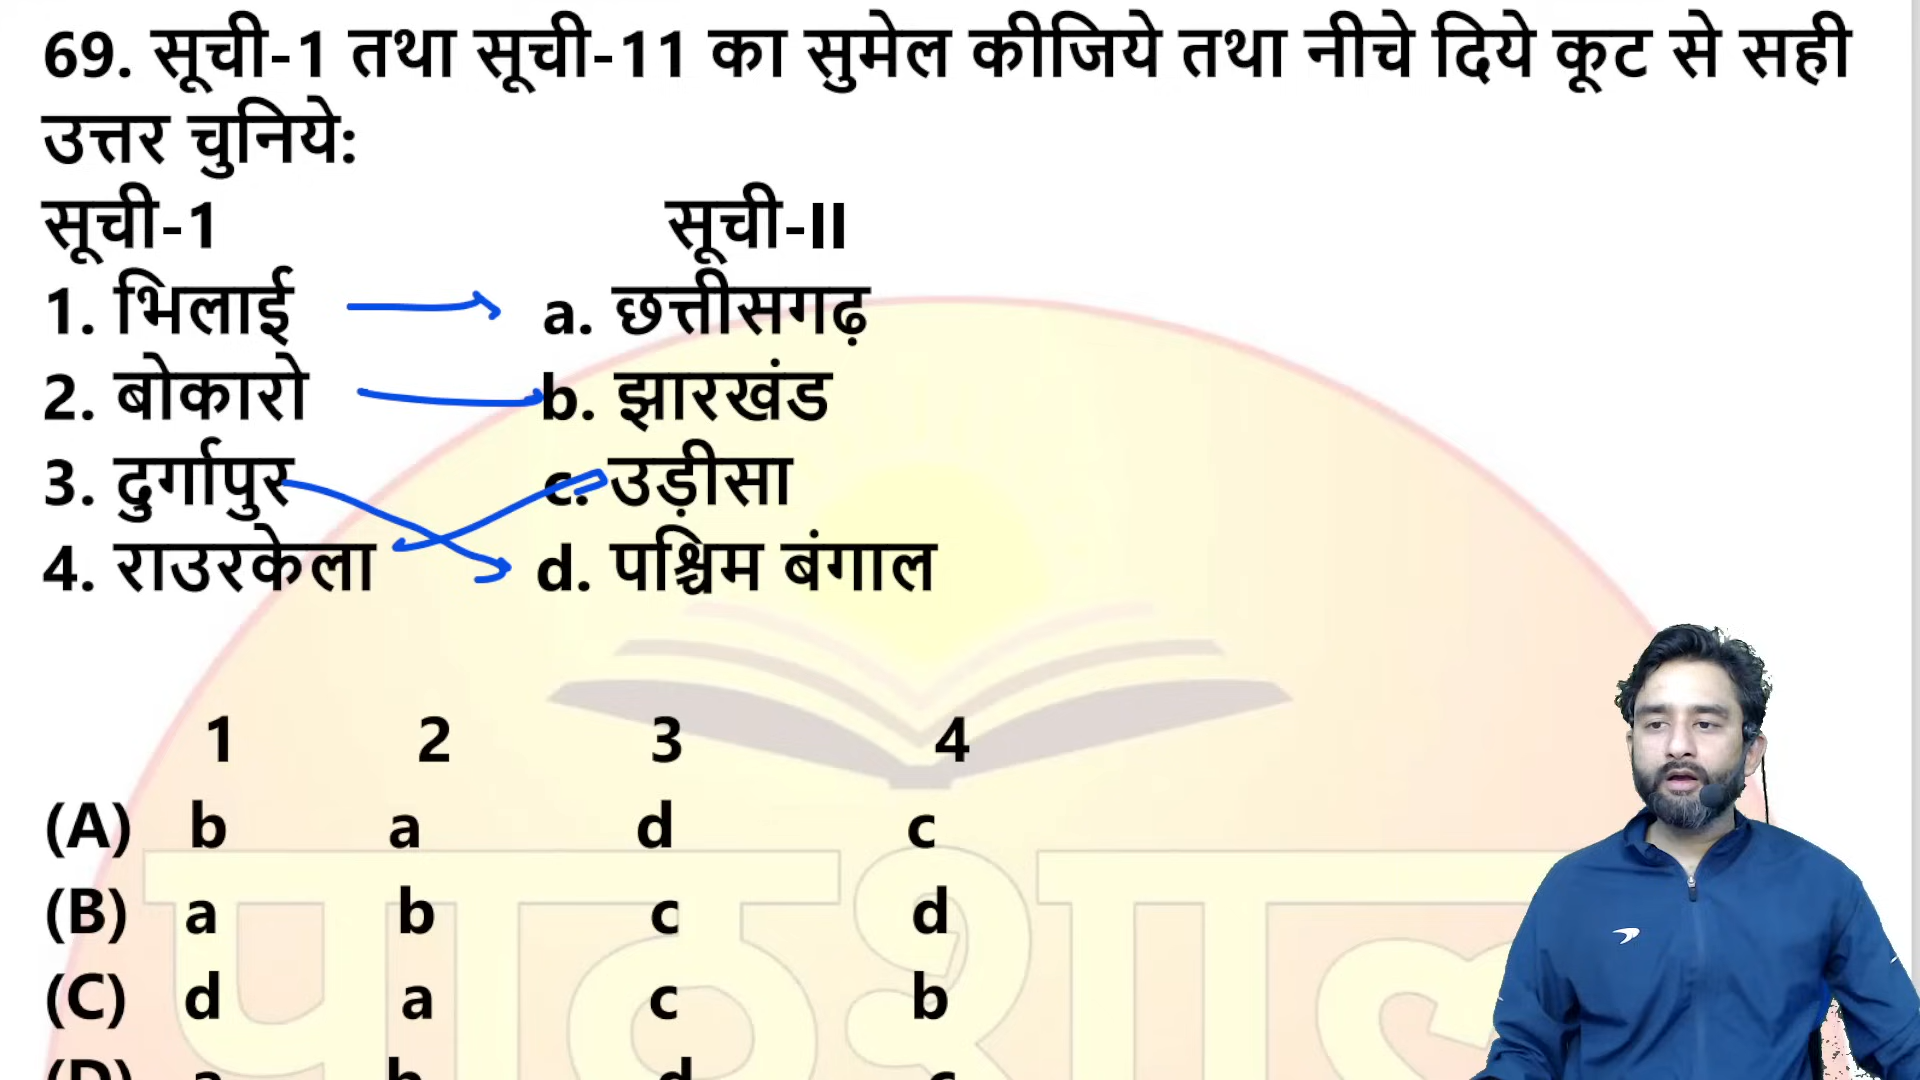 69. सूची-1 तथा सूची-11 का सुमेल कीजिये तथा नीचे दिये कूट से सही
उत्तर चुनिये:
सूची-1 सूची-II
1. भिलाई a. छत्तीसगढ़
2. बोकारो b. झारखंड
3. दुर्गापुर c. उड़ीसा
4. राउरकेला d. पश्चिम बंगाल
1 2 3 4
(A) b a d c
(B) a b c d
(C) d a c b
(D) a b d c
पाठशाला